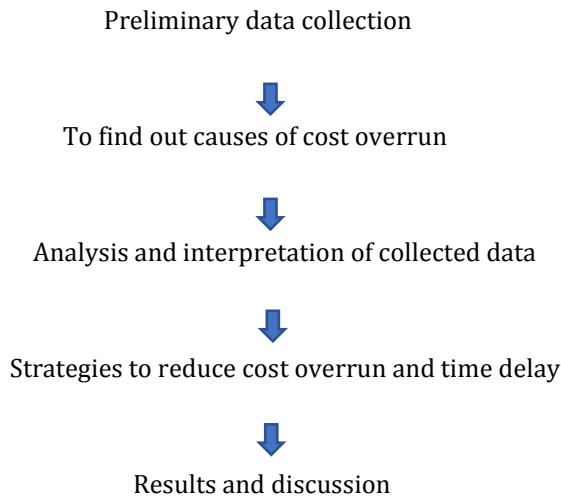 Preliminary data collection
To find out causes of cost overrun
Analysis and interpretation of collected data
Strategies to reduce cost overrun and time delay
Results and discussion